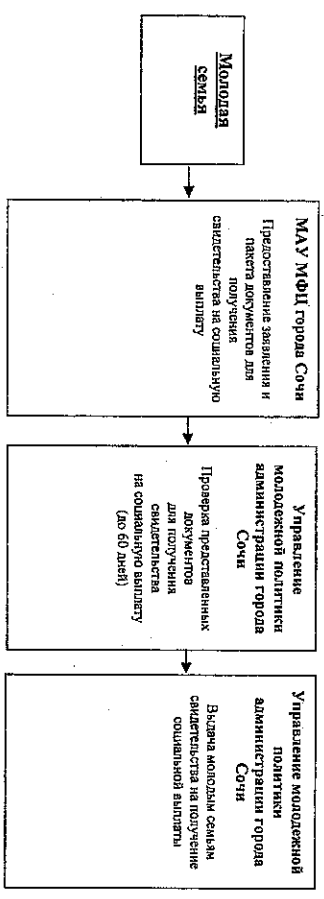 Молодая
семья
МАУ МФЦ города Сочи
Предоставление заявления и
пакета документов для
получения
свидетельства на социальную
выплату
Управление
молодежной политики
администрации города
Сочи
Проверка представленных
документов
для получения
свидетельства
на социальную выплату
(до 60 дней)
Управление молодежной
политики
администрации города
Сочи
Выдача молодым семьям
свидетельства на получение
социальной выплаты